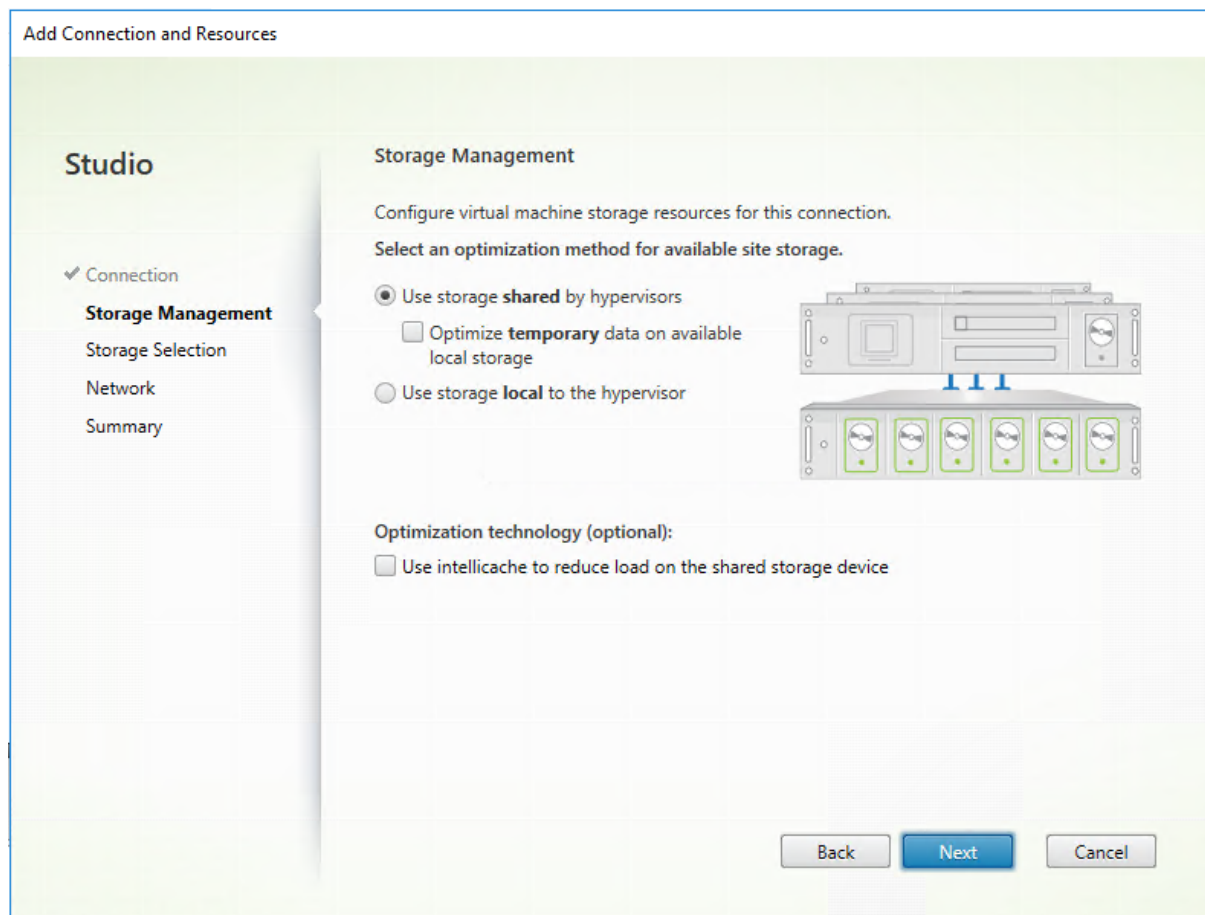 Add Connection and Resources
Studio
Connection
Storage Management
Storage Selection
Network
Summary
Storage Management
Configure virtual machine storage resources for this connection.
Select an optimization method for available site storage.
Use storage shared by hypervisors
Optimize temporary data on available
local storage
Use storage local to the hypervisor
Optimization technology (optional):
Use intellicache to reduce load on the shared storage device
Back
Next
Cancel